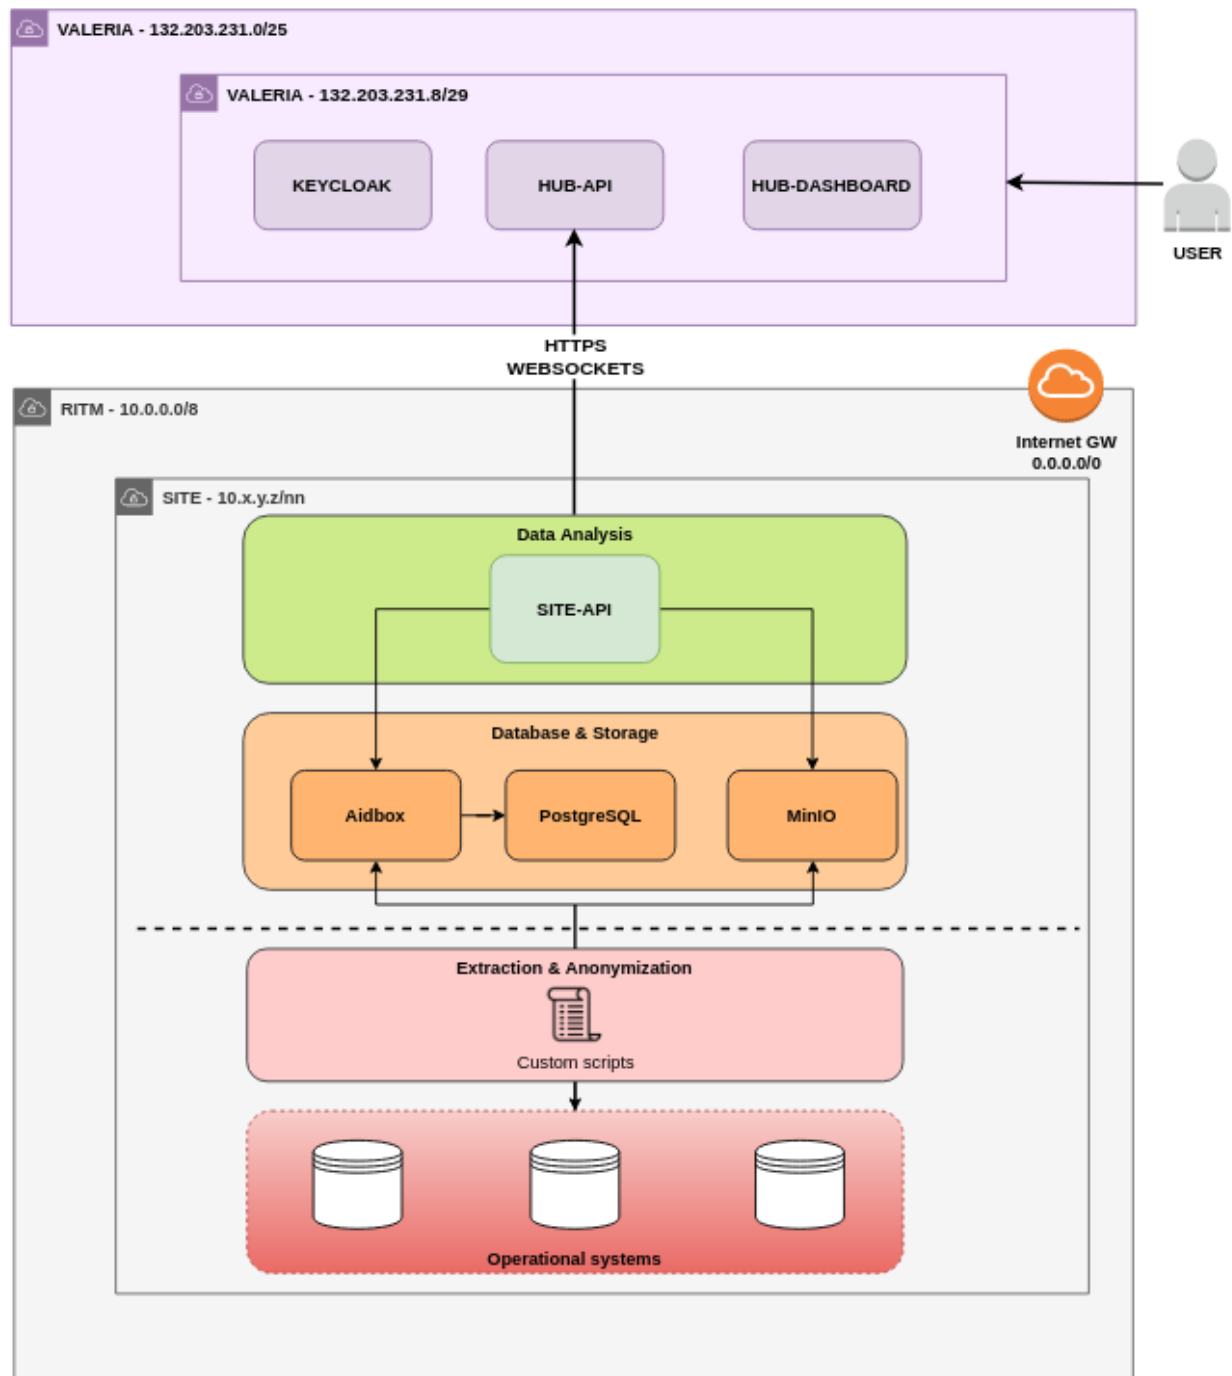 VALERIA - 132.203.231.0/25
VALERIA - 132.203.231.8/29
KEYCLOAK
HUB-API
HUB-DASHBOARD
USER
HTTPS
WEBSOCKETS
RITM - 10.0.0.0/8
Internet GW
0.0.0.0/0
SITE - 10.x.y.z/nn
Data Analysis
SITE-API
Database & Storage
Aidbox
PostgreSQL
MinIO
Extraction & Anonymization
Custom scripts
Operational systems